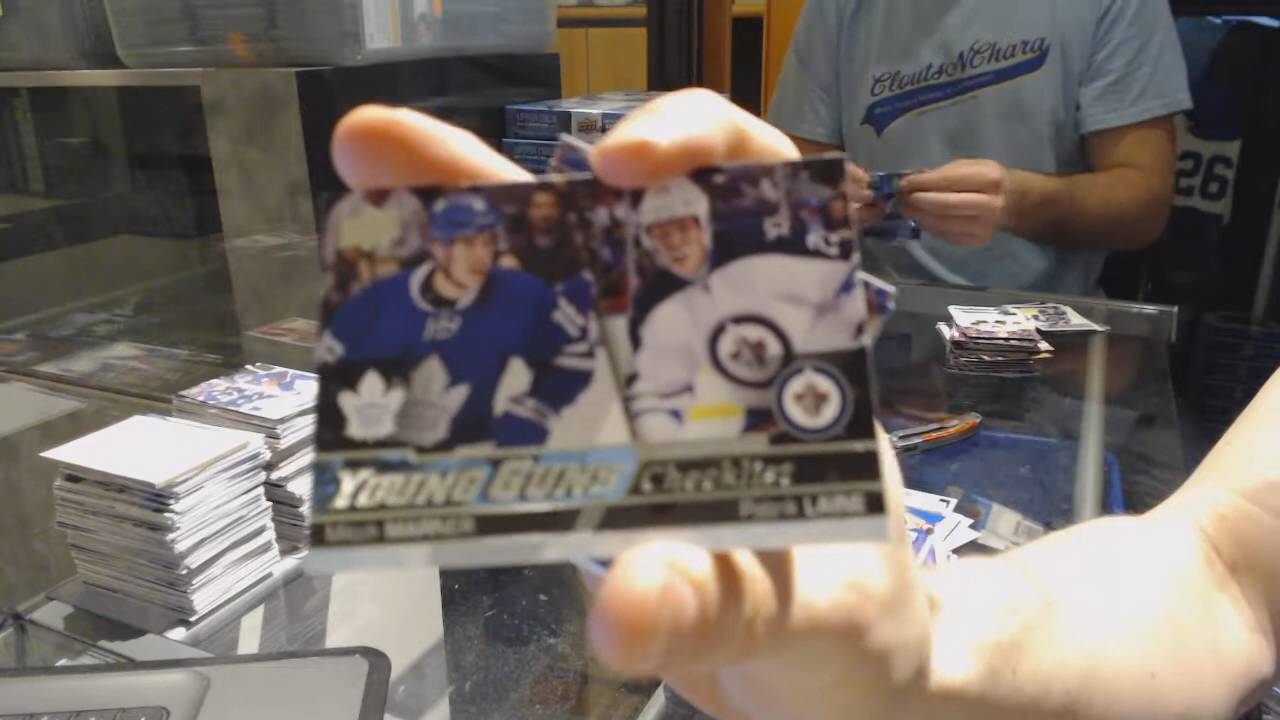 CloutsNChara
26
YOUNG GUNS Checklist
Mitch MARNER
Patrik LAINE